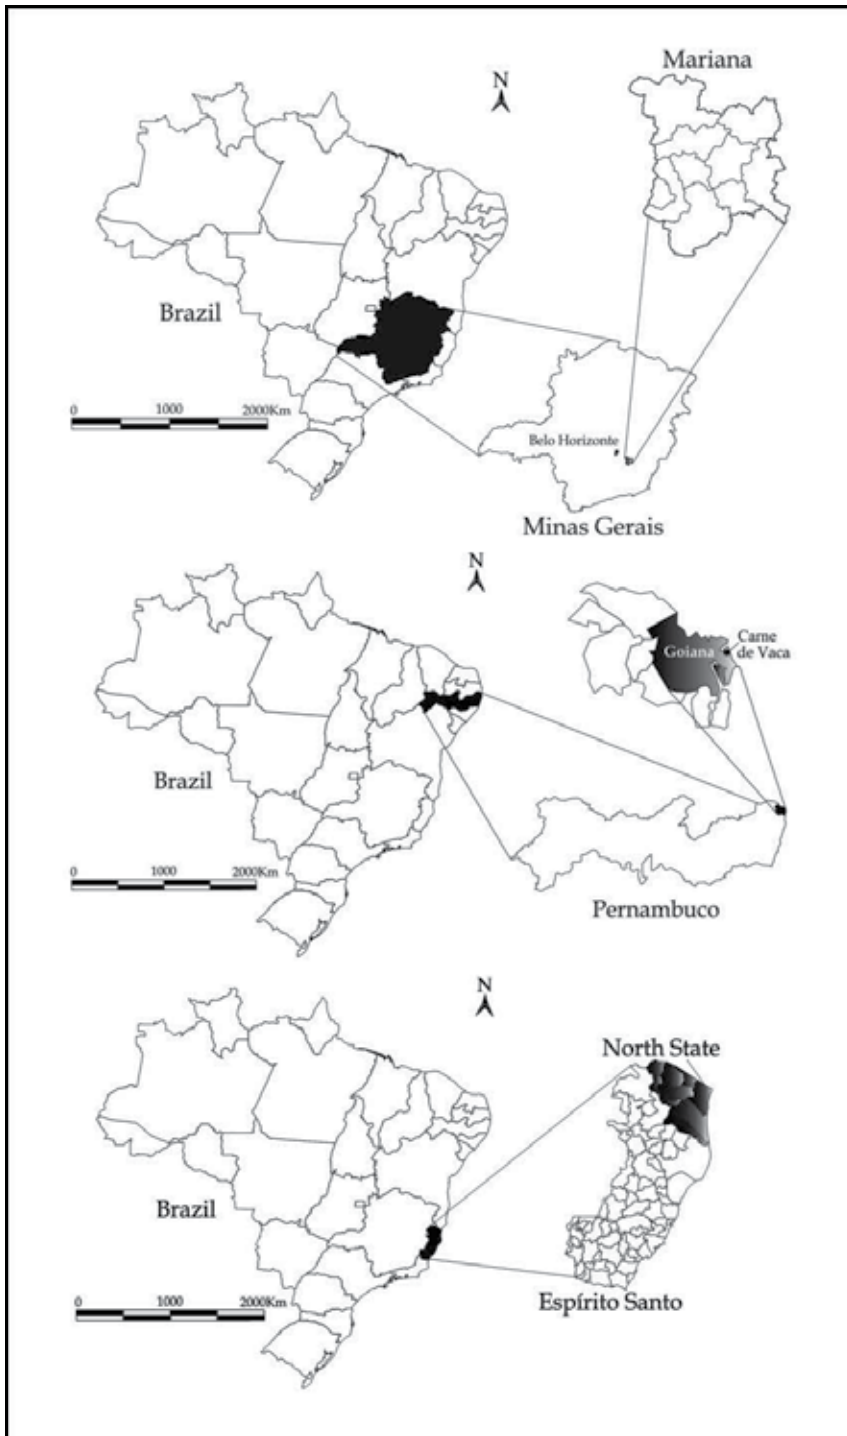 Mariana
N
Brazil
0 1000 2000Km
Belo Horizonte
Minas Gerais
N
Carne
de Vaca
Goiana
Brazil
0 1000 2000Km
Pernambuco
N
North State
Brazil
0 1000 2000Km
Espírito Santo